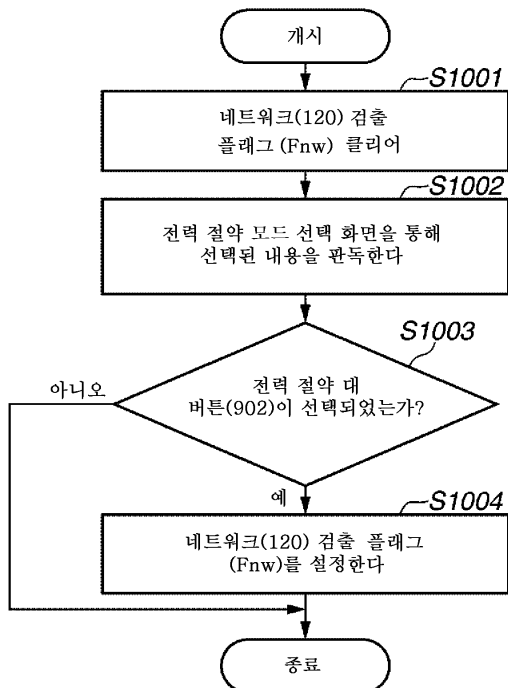 개시
S1001
네트워크(120) 검출
플래그(Fnw) 클리어
S1002
전력 절약 모드 선택 화면을 통해
선택된 내용을 판독한다
S1003
전력 절약 대
버튼(902)이 선택되었는가?
아니오
예
S1004
네트워크(120) 검출 플래그
(Fnw)를 설정한다
종료